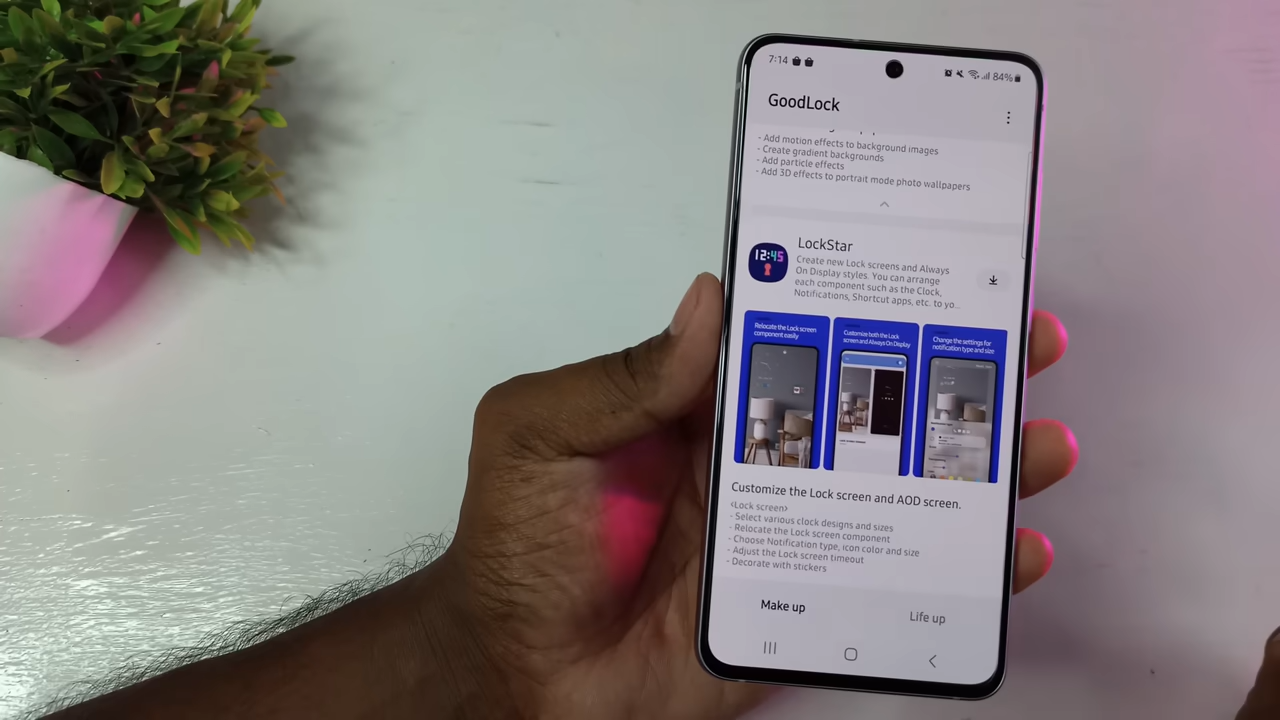 7:14
84%
GoodLock
- Add motion effects to background images
- Create gradient backgrounds
- Add particle effects
- Add 3D effects to portrait mode photo wallpapers
12:45
LockStar
Create new Lock screens and Always
On Display styles. You can arrange
each component such as the Clock,
Notifications, Shortcut apps, etc. to yo...
Relocate the Lock screen
component easily
Customize both the Lock
screen and Always On Display
Change the settings for
notification type and size
Customize the Lock screen and AOD screen.
<Lock screen>
- Select various clock designs and sizes
- Relocate the Lock screen component
- Choose Notification type, icon color and size
- Adjust the Lock screen timeout
- Decorate with stickers
Make up
Life up